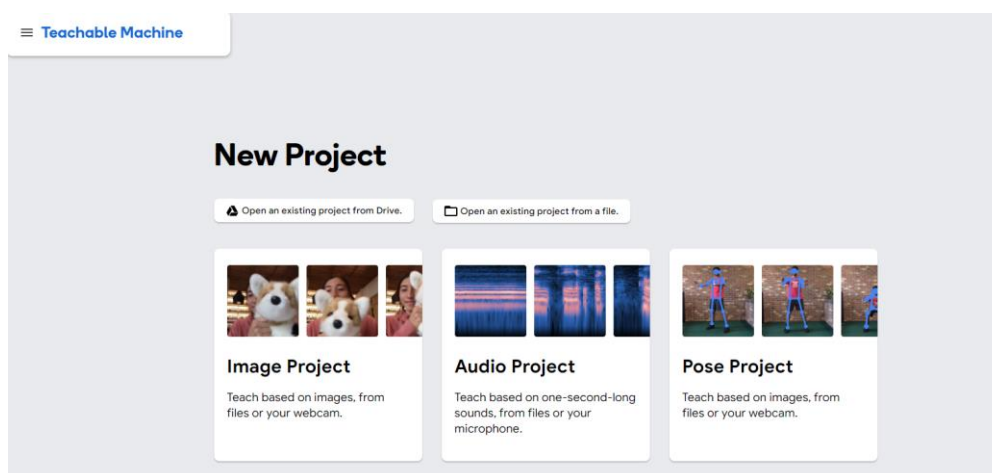 Teachable Machine
New Project
Open an existing project from Drive.
Open an existing project from a file.
Image Project
Teach based on images, from
files or your webcam.
Audio Project
Teach based on one-second-long
sounds, from files or your
microphone.
Pose Project
Teach based on images, from
files or your webcam.